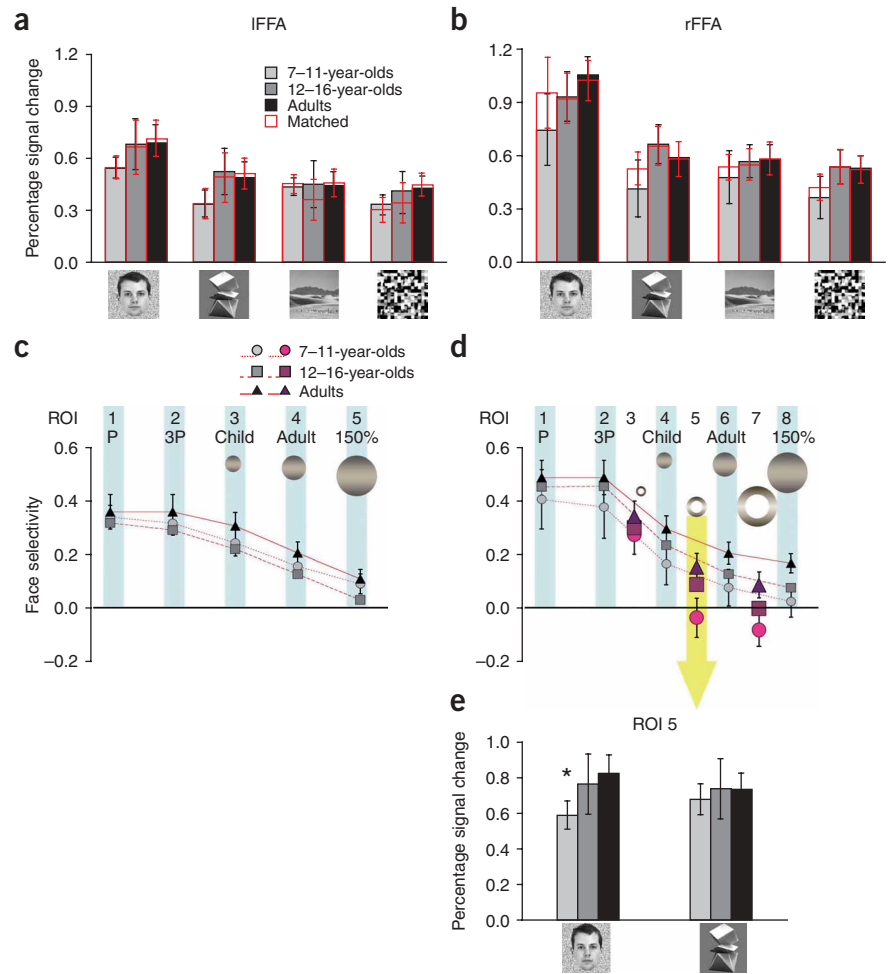 a
lFFA
1.2
0.9
0.6
0.3
0.0
Percentage signal change
7–11-year-olds
12–16-year-olds
Adults
Matched
b
rFFA
1.2
0.9
0.6
0.3
0.0
c
7–11-year-olds
12–16-year-olds
Adults
ROI 1 2 3 4 5
P 3P Child Adult 150%
0.6
0.4
0.2
0.0
–0.2
Face selectivity
d
ROI 1 2 3 4 5 6 7 8
P 3P Child Adult 150%
0.6
0.4
0.2
0.0
–0.2
e
ROI 5
1.0
0.8
0.6
0.4
0.2
0.0
Percentage signal change
*